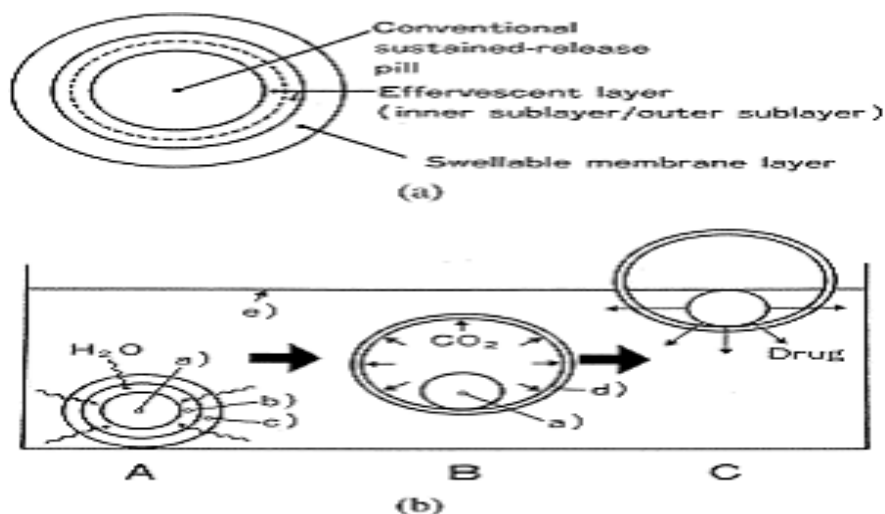 Conventional
sustained-release
pill
Effervescent layer
(inner sublayer/outer sublayer)
Swellable membrane layer
(a)
e)
H₂O
a)
b)
c)
CO₂
d)
a)
Drug
A
B
C
(b)